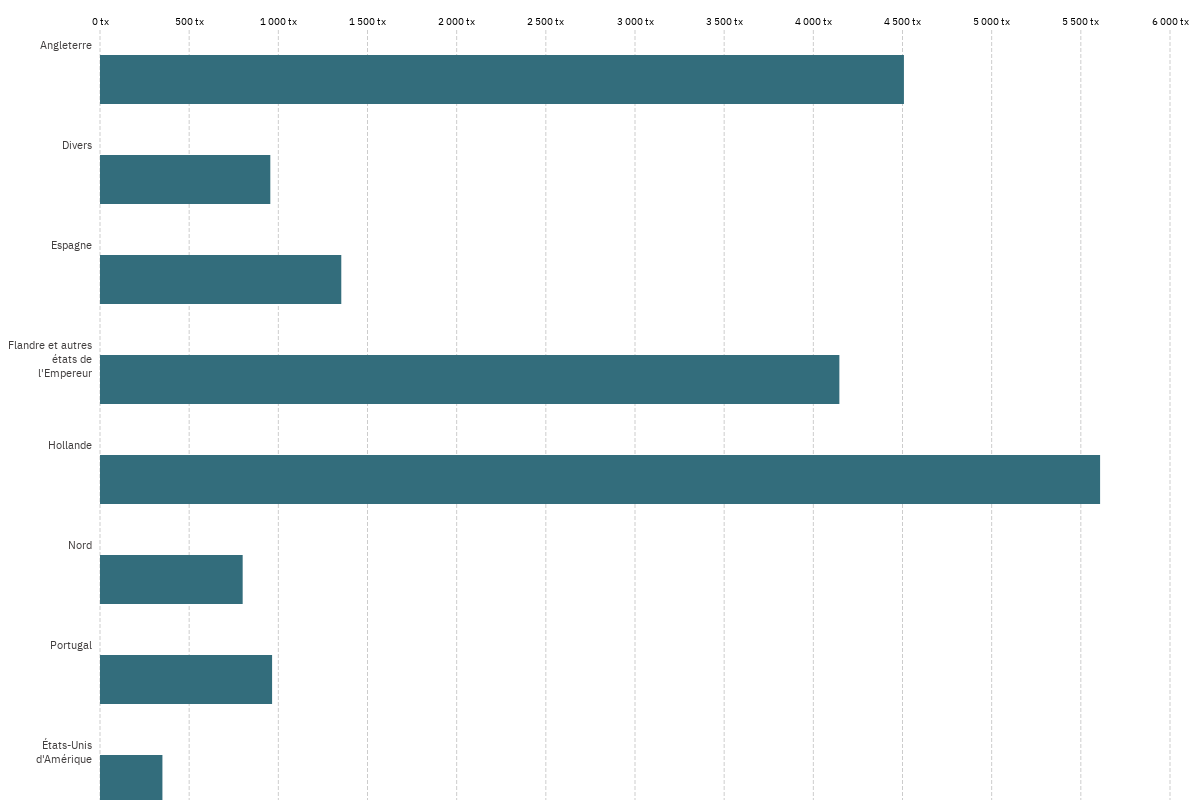 0 tx 500 tx 1 000 tx 1 500 tx 2 000 tx 2 500 tx 3 000 tx 3 500 tx 4 000 tx 4 500 tx 5 000 tx 5 500 tx 6 000 tx
Angleterre
Divers
Espagne
Flandre et autres
états de
l'Empereur
Hollande
Nord
Portugal
États-Unis
d'Amérique